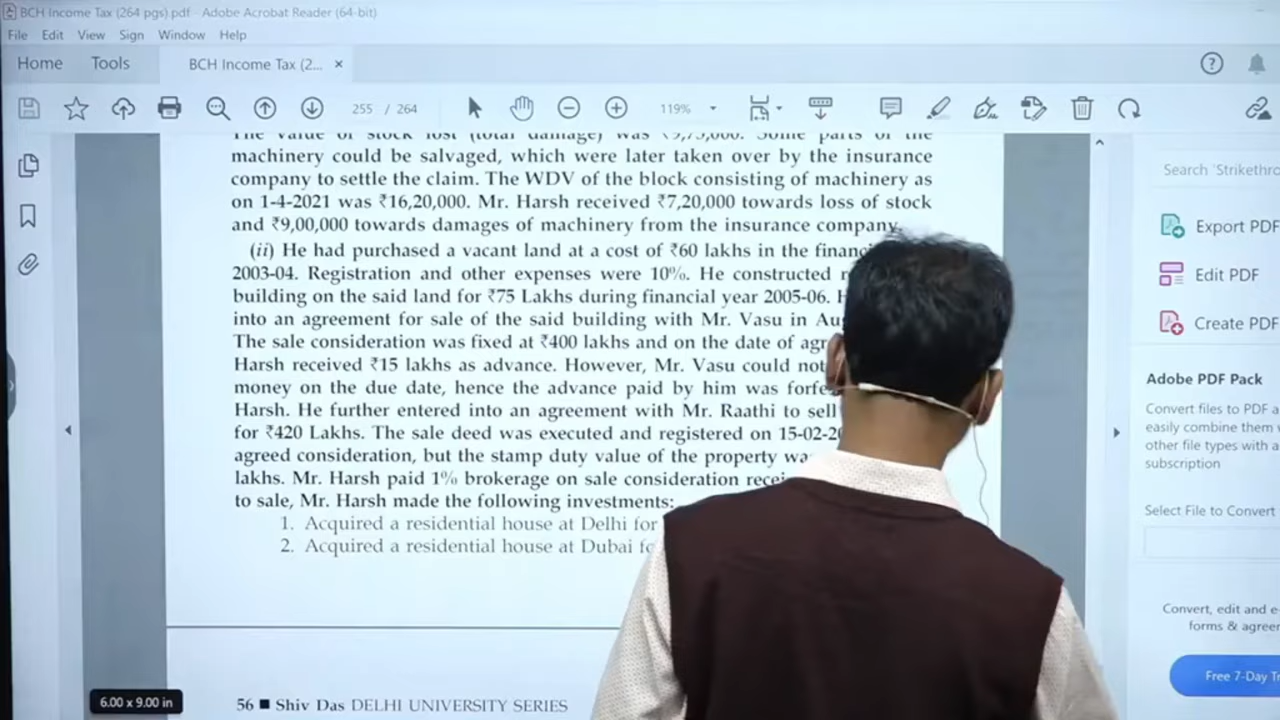 BCH Income Tax (264 pgs).pdf - Adobe Acrobat Reader (64-bit)
File Edit View Sign Window Help
Home Tools BCH Income Tax (2... ×
255 / 264 119%
The value of stock lost (total damage) was Some parts of the
machinery could be salvaged, which were later taken over by the insurance
company to settle the claim. The WDV of the block consisting of machinery as
on 1-4-2021 was ₹16,20,000. Mr. Harsh received ₹7,20,000 towards loss of stock
and ₹9,00,000 towards damages of machinery from the insurance company.
(ii) He had purchased a vacant land at a cost of ₹60 lakhs in the
2003-04. Registration and other expenses were 10%. He constructed
building on the said land for ₹75 Lakhs during financial year 2005-06.
into an agreement for sale of the said building with Mr. Vasu in
The sale consideration was fixed at ₹400 lakhs and on the date of
Harsh received ₹15 lakhs as advance. However, Mr. Vasu could not
money on the due date, hence the advance paid by him was
Harsh. He further entered into an agreement with Mr. Raathi to sell
for ₹420 Lakhs. The sale deed was executed and registered on
agreed consideration, but the stamp duty value of the property
lakhs. Mr. Harsh paid 1% brokerage on sale consideration
to sale, Mr. Harsh made the following investments:
1. Acquired a residential house at Delhi for
2. Acquired a residential house at Dubai
56 ■ Shiv Das DELHI UNIVERSITY SERIES
6.00 x 9.00 in
Search 'Strikethro
Export PDF
Edit PDF
Create PDF
Adobe PDF Pack
Convert files to PDF a
easily combine them
other file types with a
subscription
Select File to Convert
Convert, edit and e-
forms & agree
Free 7-Day